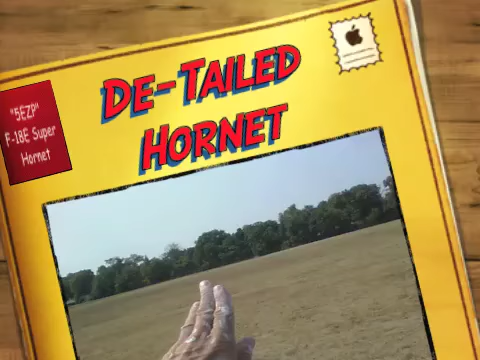 DE-TAILED
HORNET
"5EZP"
F-18E Super
Hornet